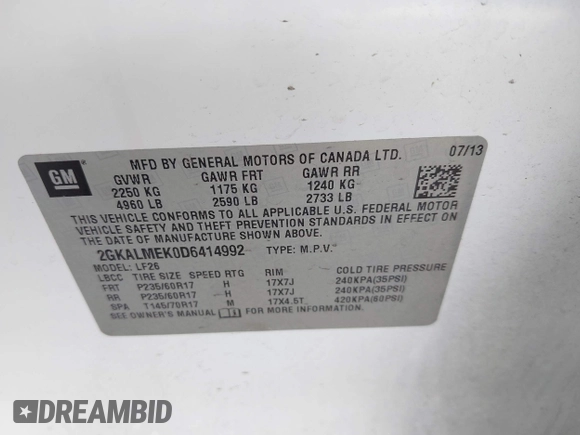 GM
MFD BY GENERAL MOTORS OF CANADA LTD. 07/13
GVWR GAWR FRT GAWR RR
2250 KG 1175 KG 1240 KG
4960 LB 2590 LB 2733 LB
THIS VEHICLE CONFORMS TO ALL APPLICABLE U.S. FEDERAL MOTOR
VEHICLE SAFETY AND THEFT PREVENTION STANDARDS IN EFFECT ON
THE DATE OF MANUFACTURE SHOWN ABOVE.
2GKALMEK0D6414992 TYPE: M.P.V.
MODEL: LF26
LBCC TIRE SIZE SPEED RTG RIM COLD TIRE PRESSURE
FRT P235/60R17 H 17X7J 240KPA(35PSI)
RR P235/60R17 H 17X7J 240KPA(35PSI)
SPA T145/70R17 M 17X4.5T 420KPA(60PSI)
SEE OWNER'S MANUAL FOR ADDITIONAL INFORMATION.
DREAMBID